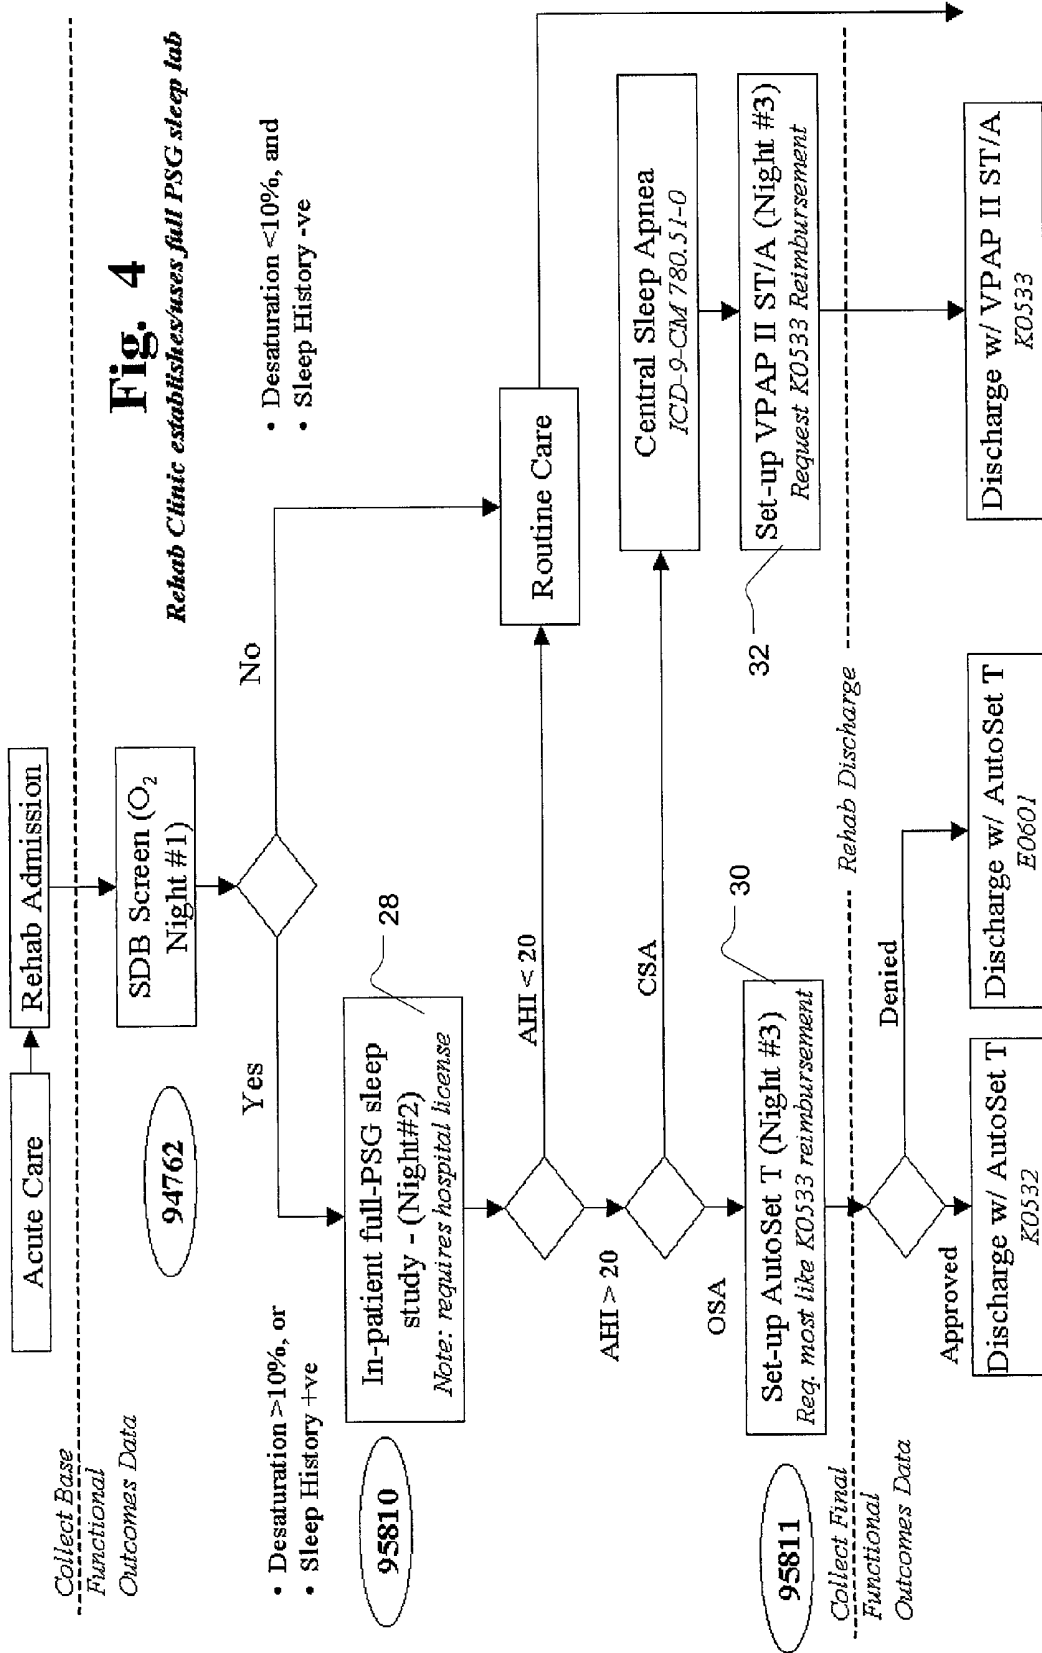 Fig. 4
Rehab Clinic establishes/uses full PSG sleep lab
Acute Care
Rehab Admission
Collect Base
Functional
Outcomes Data
94762
SDB Screen (O₂
Night #1)
Yes
No
• Desaturation >10%, or
• Sleep History +ve
• Desaturation <10%, and
• Sleep History -ve
95810
In-patient full-PSG sleep
study - (Night#2)
Note: requires hospital license
28
AHI < 20
Routine Care
AHI > 20
CSA
Central Sleep Apnea
ICD-9-CM 780.51-0
OSA
95811
Set-up AutoSet T (Night #3)
Req. most like K0533 reimbursement
30
32
Set-up VPAP II ST/A (Night #3)
Request K0533 Reimbursement
Collect Final
Functional
Outcomes Data
Rehab Discharge
Approved
Denied
Discharge w/ AutoSet T
K0532
Discharge w/ AutoSet T
E0601
Discharge w/ VPAP II ST/A
K0533